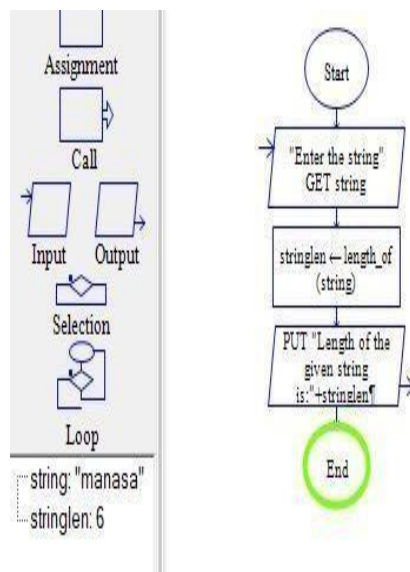 Assignment
Call
Input Output
Selection
Loop
string: "manasa"
stringlen: 6
Start
"Enter the string"
GET string
stringlen ← length_of
(string)
PUT "Length of the
given string
is:"+stringlen¶
End